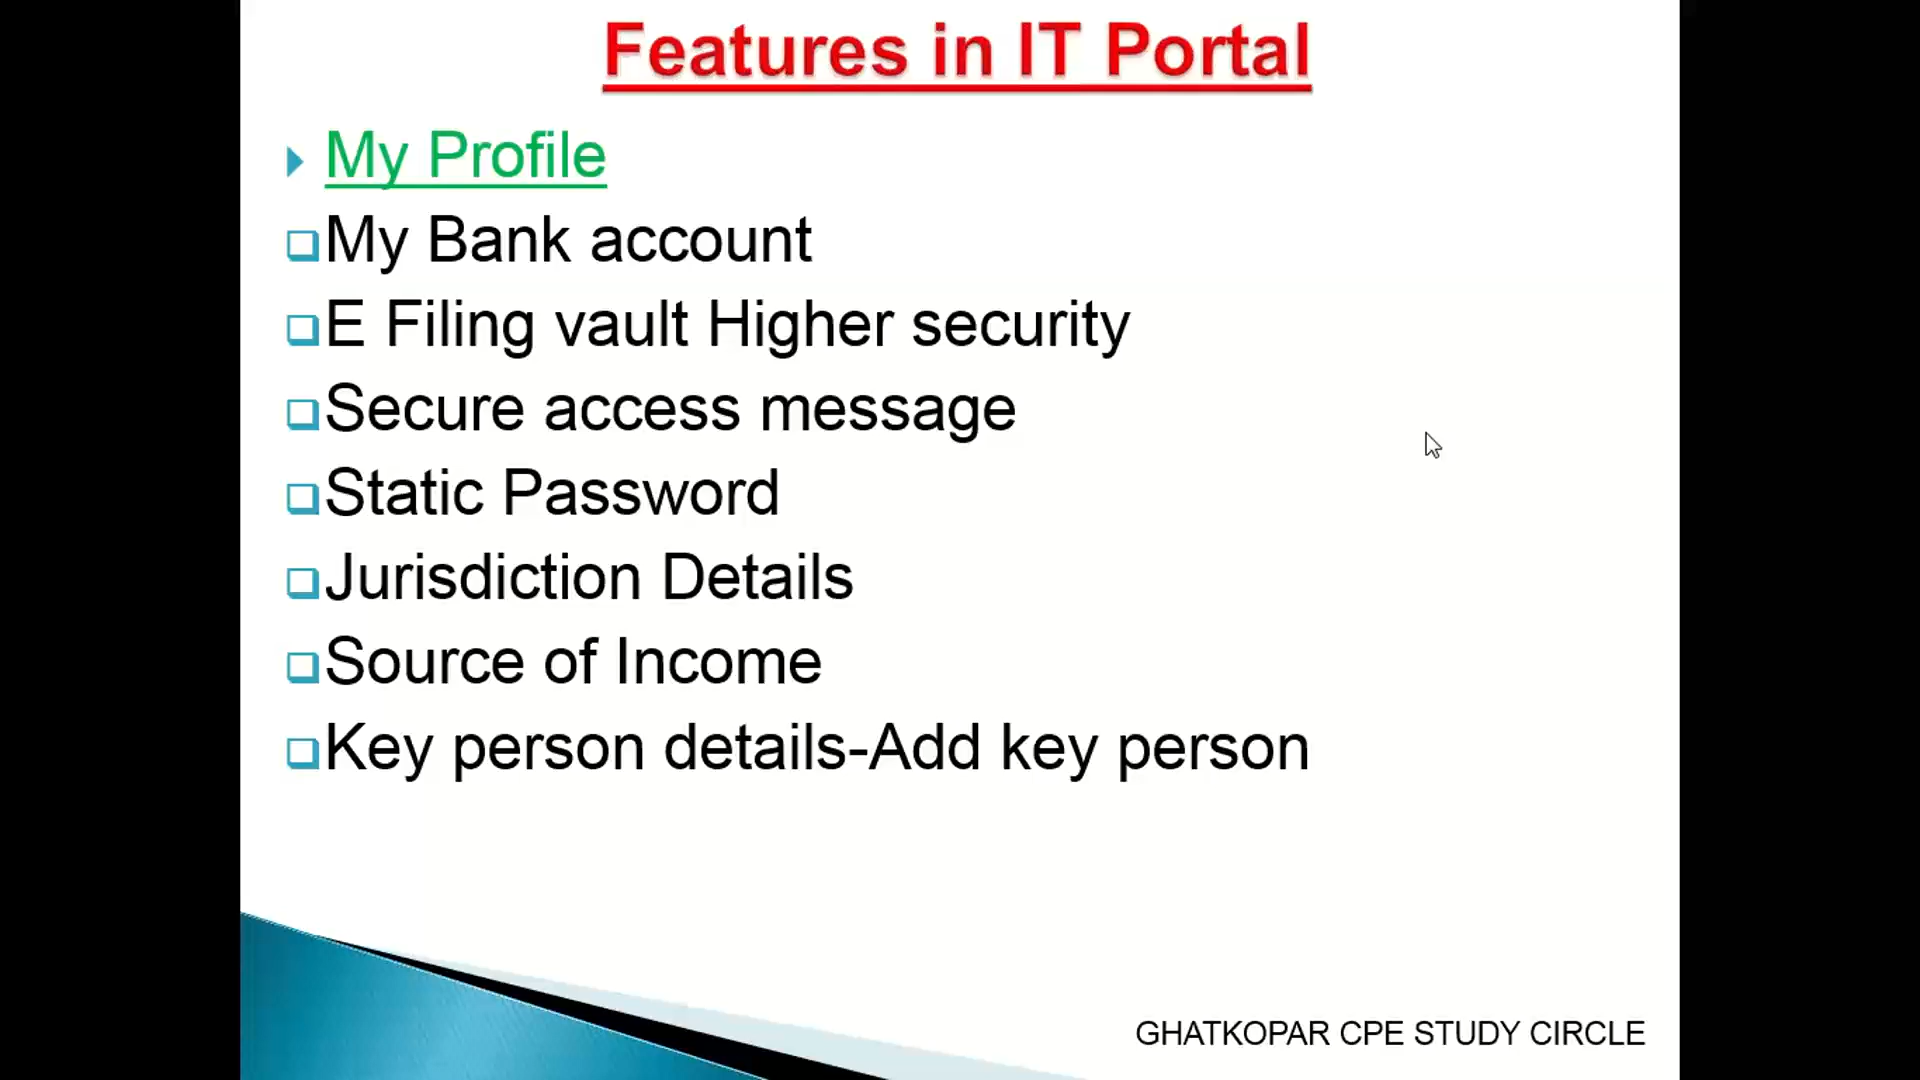 Features in IT Portal
My Profile
My Bank account
E Filing vault Higher security
Secure access message
Static Password
Jurisdiction Details
Source of Income
Key person details-Add key person
GHATKOPAR CPE STUDY CIRCLE